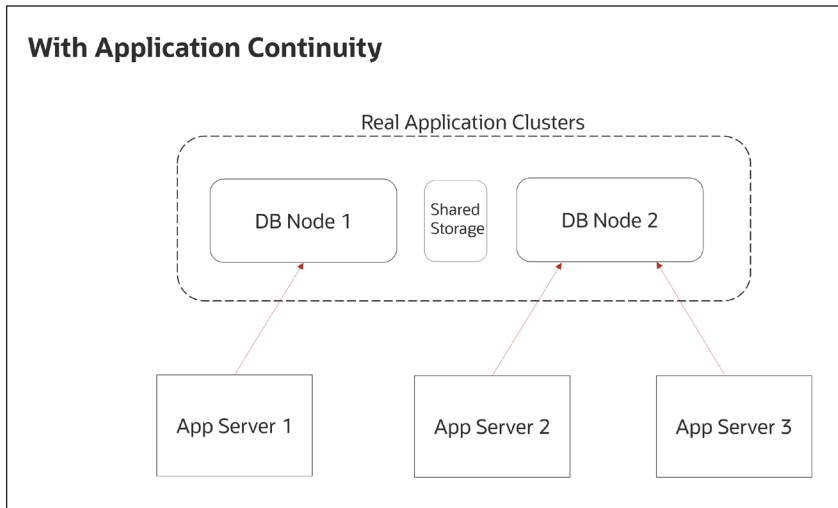 With Application Continuity
Real Application Clusters
DB Node 1
Shared
Storage
DB Node 2
App Server 1
App Server 2
App Server 3